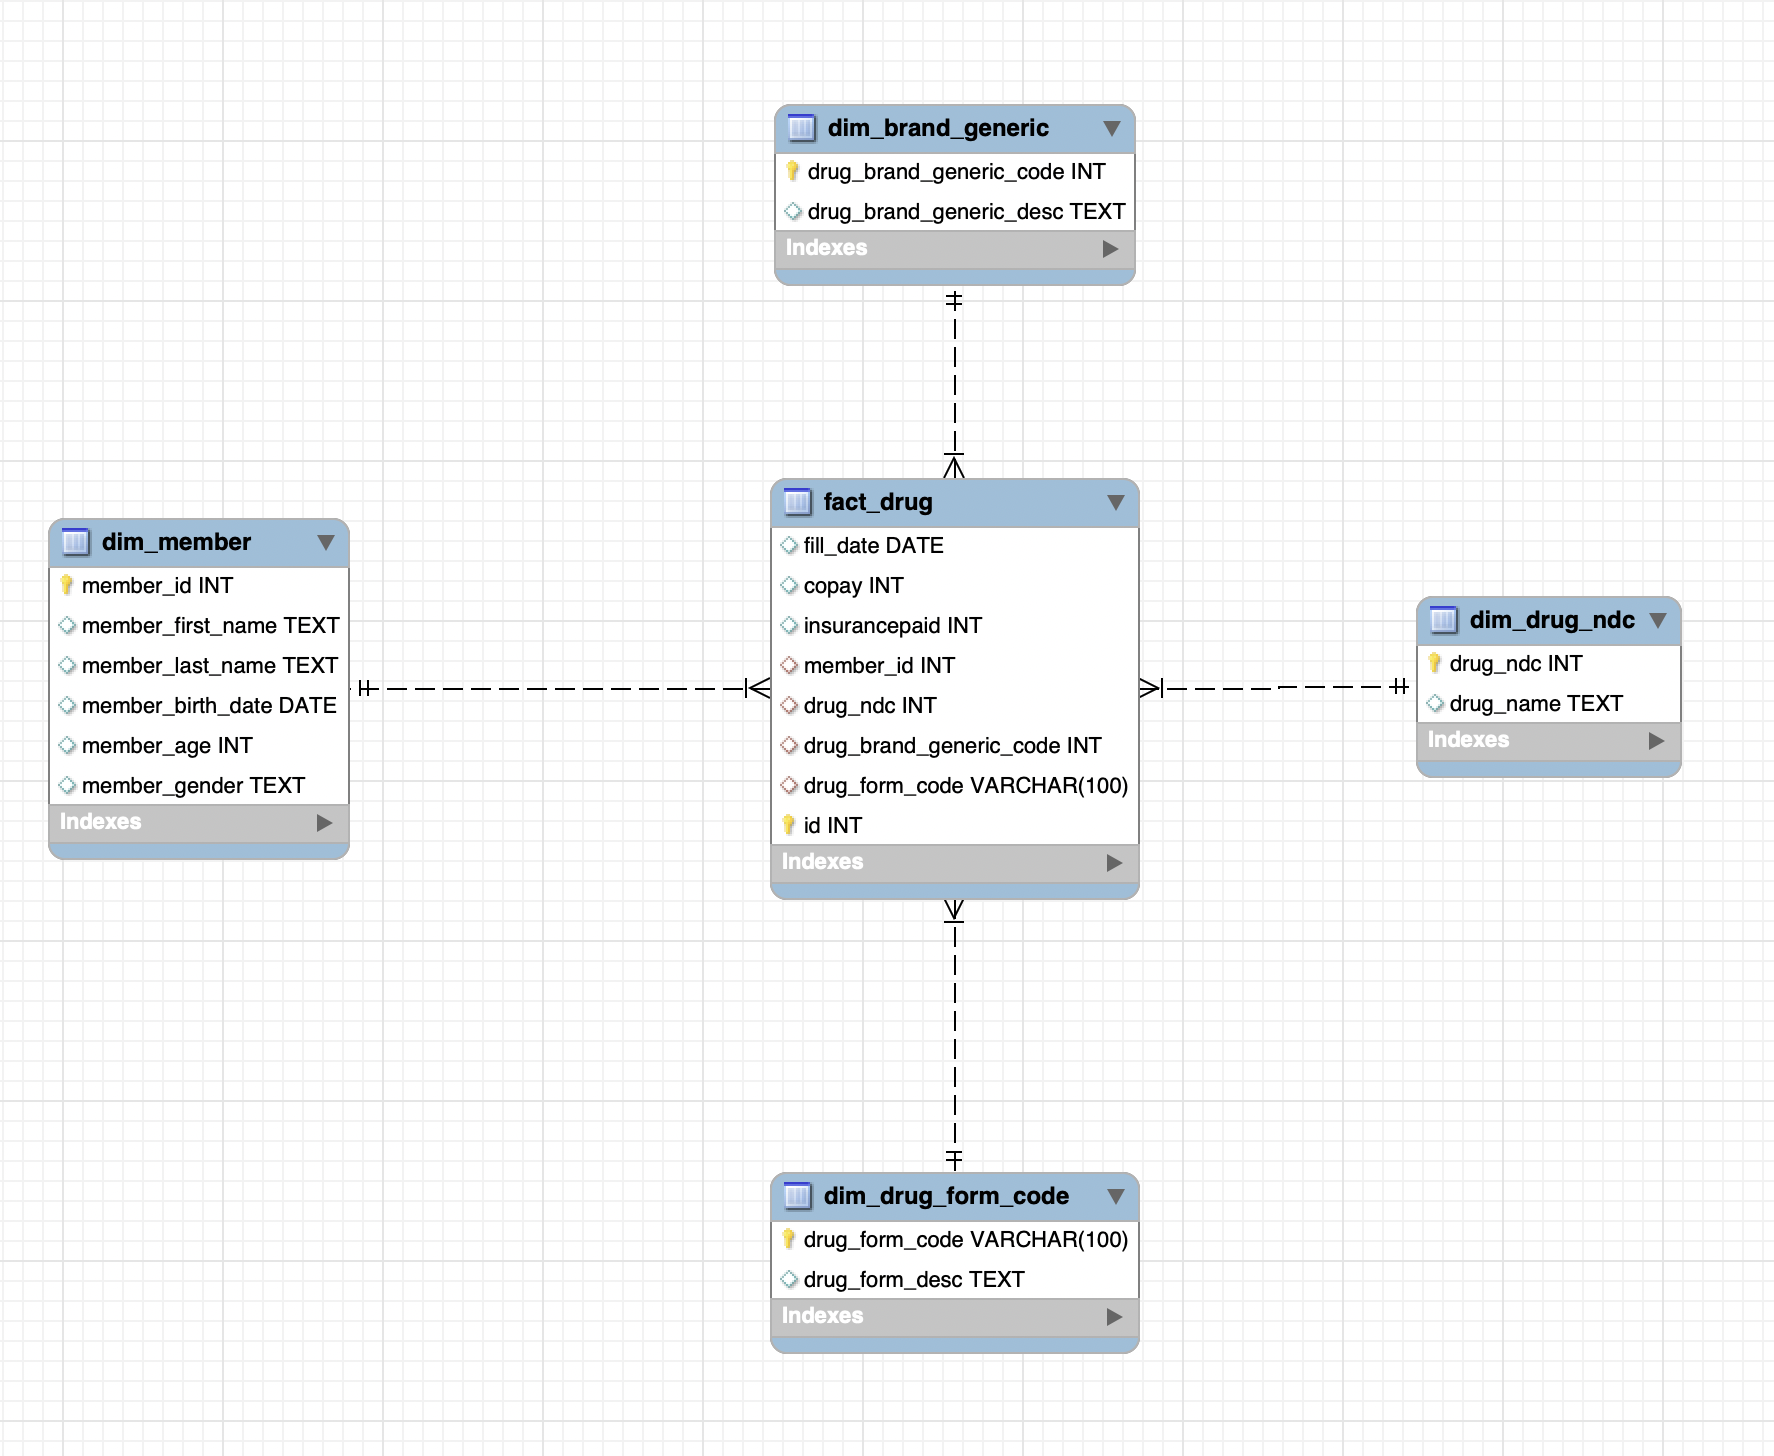 dim_brand_generic
drug_brand_generic_code INT
drug_brand_generic_desc TEXT
Indexes
dim_member
member_id INT
member_first_name TEXT
member_last_name TEXT
member_birth_date DATE
member_age INT
member_gender TEXT
Indexes
fact_drug
fill_date DATE
copay INT
insurancepaid INT
member_id INT
drug_ndc INT
drug_brand_generic_code INT
drug_form_code VARCHAR(100)
id INT
Indexes
dim_drug_ndc
drug_ndc INT
drug_name TEXT
Indexes
dim_drug_form_code
drug_form_code VARCHAR(100)
drug_form_desc TEXT
Indexes